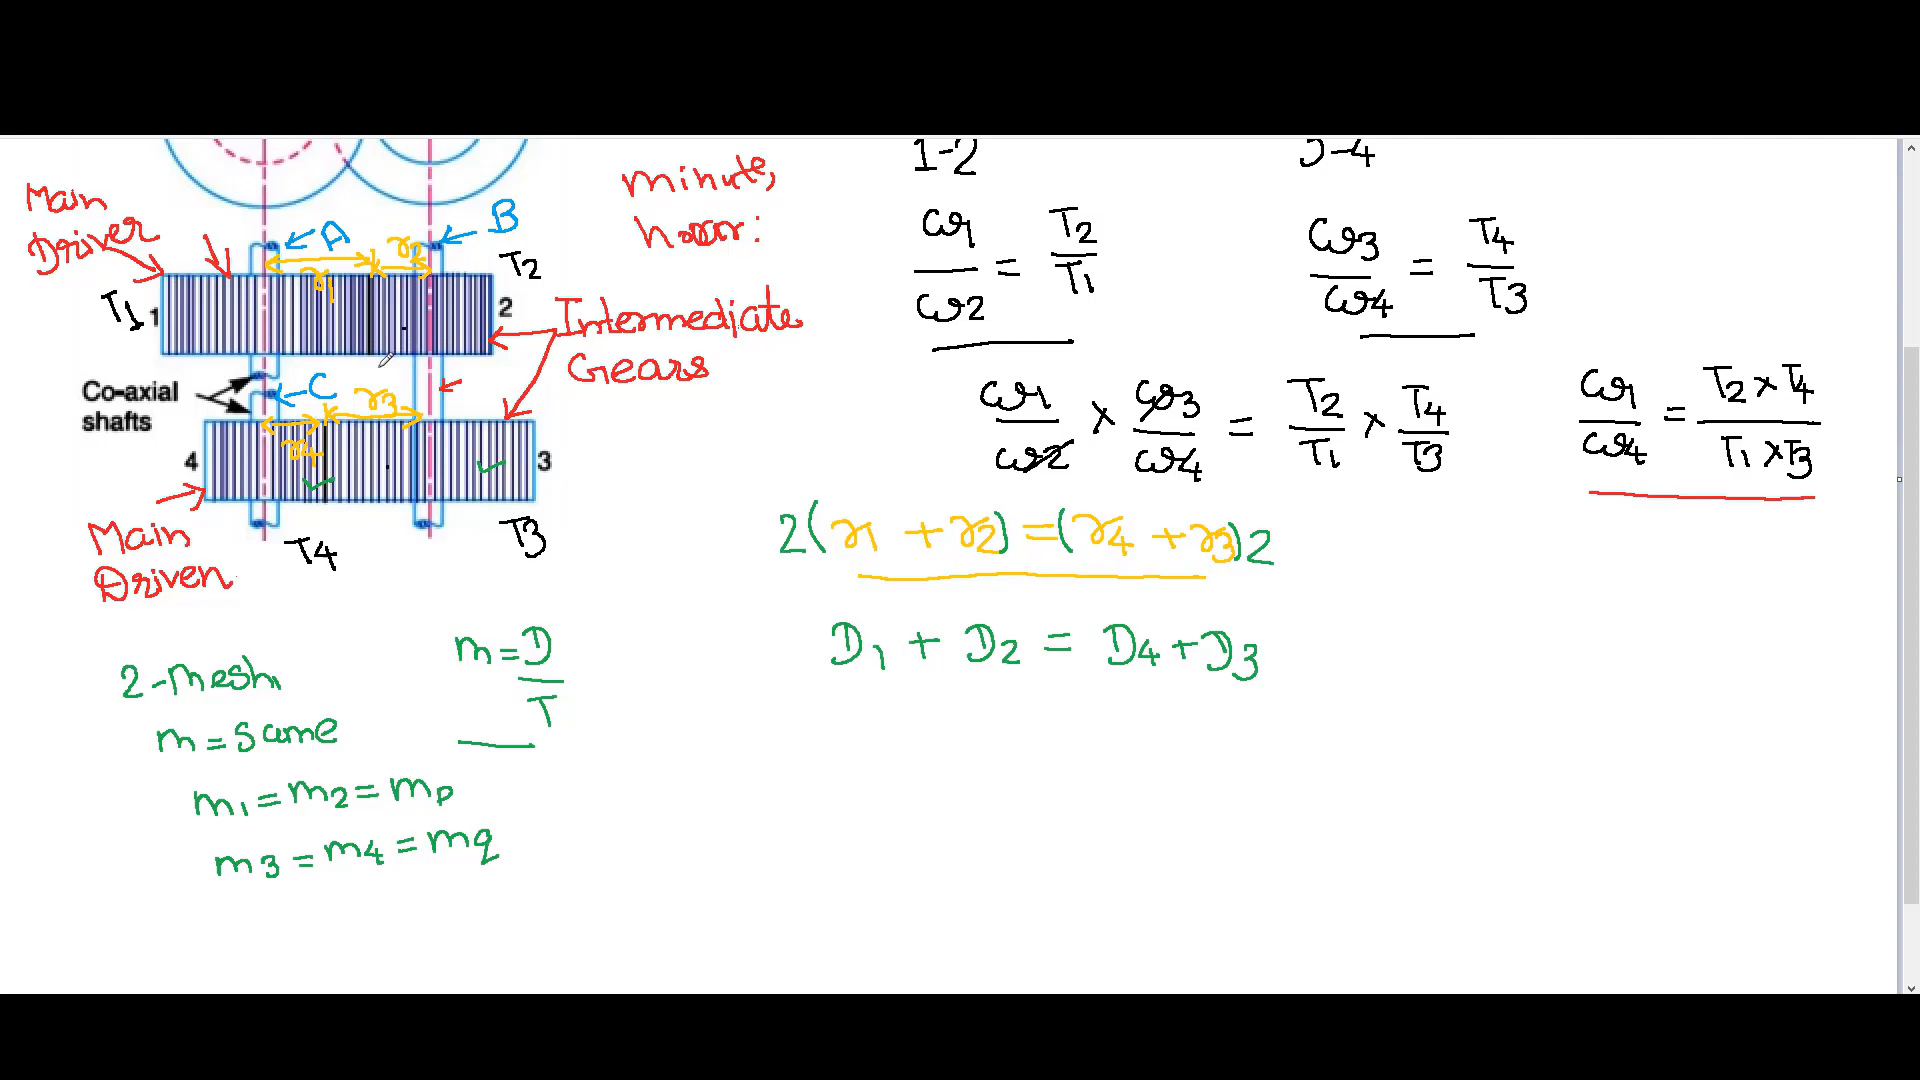 1-2
3-4
Main
Driver
A
B
minute,
hour:
r1
r2
T1
1
T2
2
Intermediate
Gears
ω1/ω2 = T2/T1
ω3/ω4 = T4/T3
Co-axial
shafts
C
r3
r4
4
3
Main
Driven
T4
T3
ω1/ω2 × ω3/ω4 = T2/T1 × T4/T3
ω1/ω4 = T2 × T4/T1 × T3
2(r1 + r2) = (r4 + r3)2
D1 + D2 = D4 + D3
2-mesh
m = same
m = D/T
m1 = m2 = mp
m3 = m4 = mq